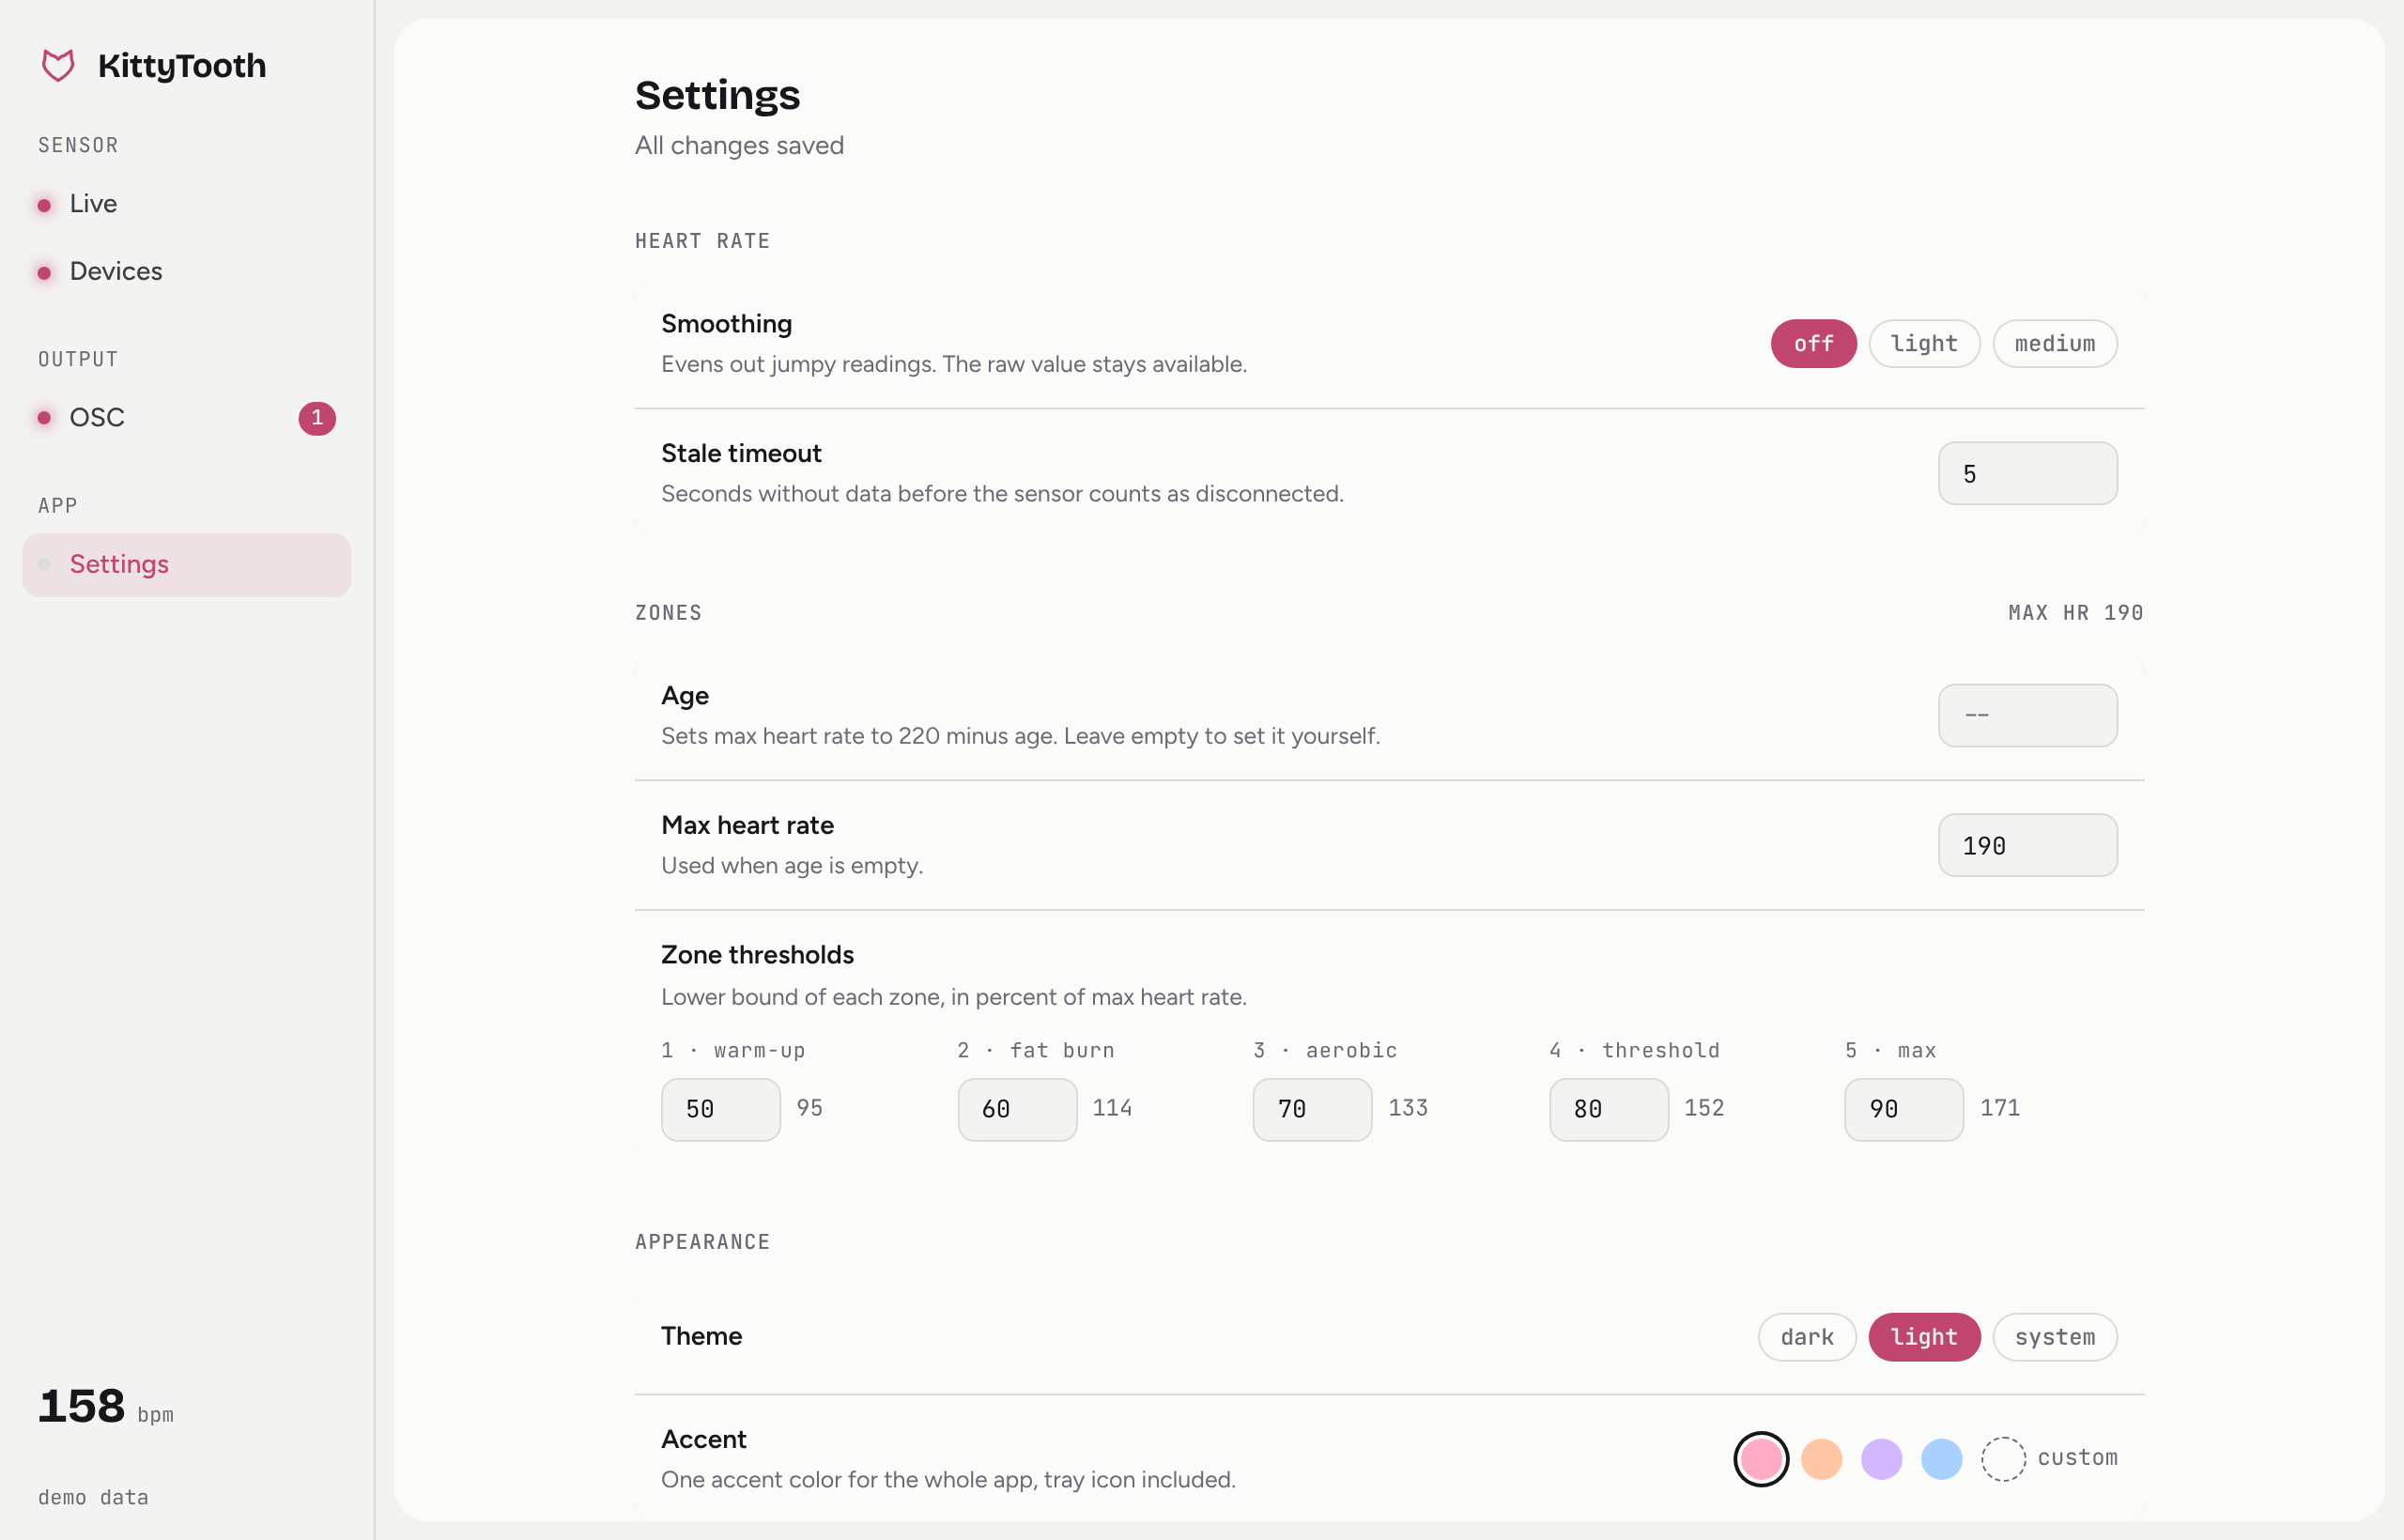 KittyTooth
SENSOR
Live
Devices
OUTPUT
OSC 1
APP
Settings
158 bpm
demo data
Settings
All changes saved
HEART RATE
Smoothing
Evens out jumpy readings. The raw value stays available.
off light medium
Stale timeout
Seconds without data before the sensor counts as disconnected.
5
ZONES MAX HR 190
Age
Sets max heart rate to 220 minus age. Leave empty to set it yourself.
--
Max heart rate
Used when age is empty.
190
Zone thresholds
Lower bound of each zone, in percent of max heart rate.
1 · warm-up 2 · fat burn 3 · aerobic 4 · threshold 5 · max
50 95 60 114 70 133 80 152 90 171
APPEARANCE
Theme
dark light system
Accent
One accent color for the whole app, tray icon included.
custom